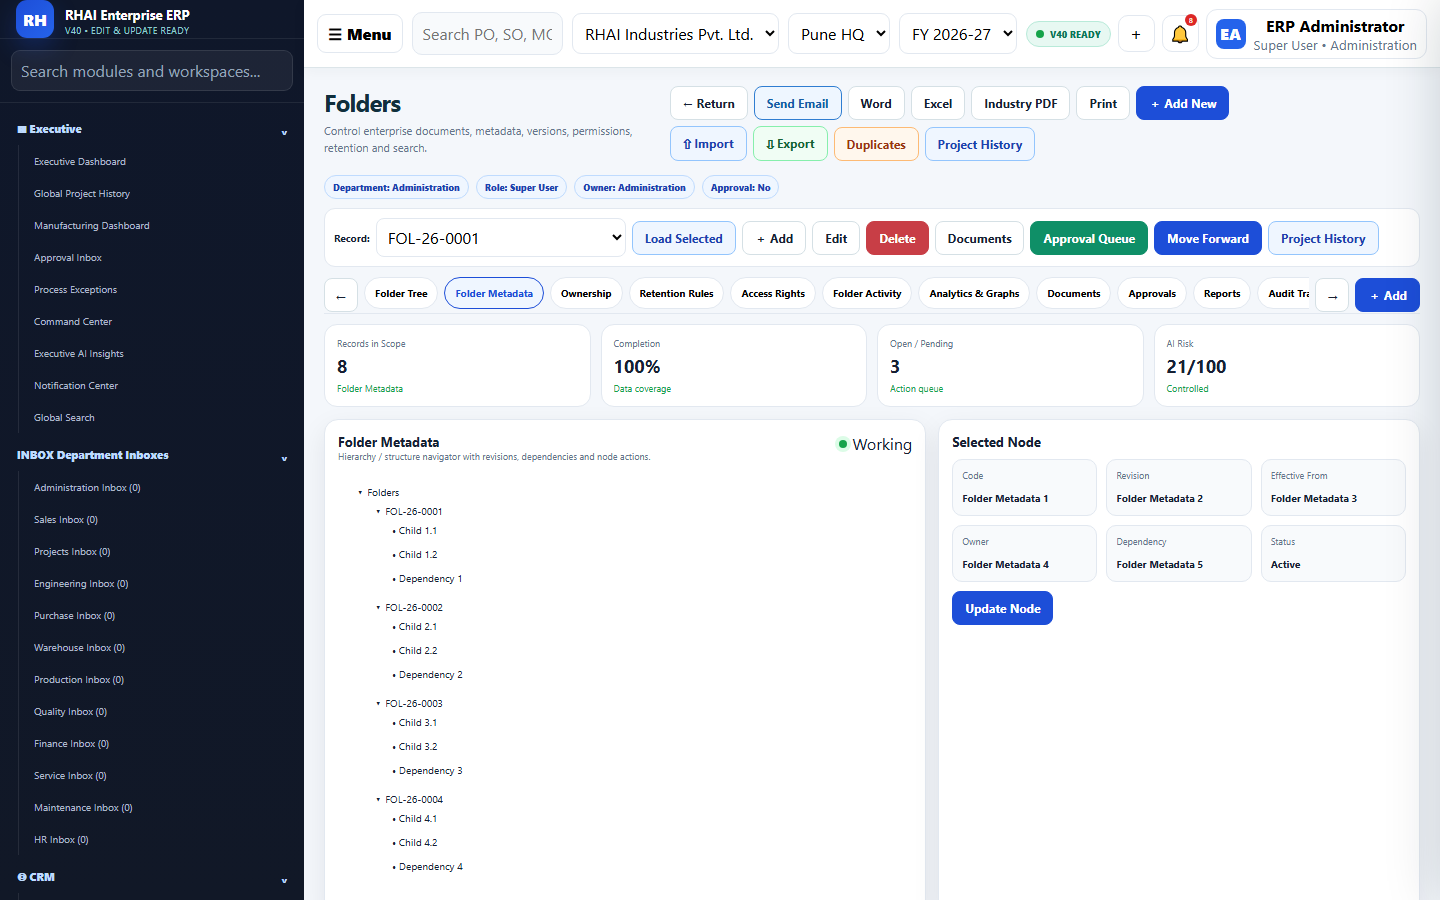 RH
RHAI Enterprise ERP
V40 • EDIT & UPDATE READY
Search modules and workspaces...
Executive
Executive Dashboard
Global Project History
Manufacturing Dashboard
Approval Inbox
Process Exceptions
Command Center
Executive AI Insights
Notification Center
Global Search
INBOX Department Inboxes
Administration Inbox (0)
Sales Inbox (0)
Projects Inbox (0)
Engineering Inbox (0)
Purchase Inbox (0)
Warehouse Inbox (0)
Production Inbox (0)
Quality Inbox (0)
Finance Inbox (0)
Service Inbox (0)
Maintenance Inbox (0)
HR Inbox (0)
CRM
☰ Menu
Search PO, SO, MO
RHAI Industries Pvt. Ltd.
Pune HQ
FY 2026-27
V40 READY
+
8
EA
ERP Administrator
Super User • Administration
Folders
Control enterprise documents, metadata, versions, permissions,
retention and search.
← Return
Send Email
Word
Excel
Industry PDF
Print
+ Add New
⇧ Import
⇩ Export
Duplicates
Project History
Department: Administration
Role: Super User
Owner: Administration
Approval: No
Record:
FOL-26-0001
Load Selected
+ Add
Edit
Delete
Documents
Approval Queue
Move Forward
Project History
←
Folder Tree
Folder Metadata
Ownership
Retention Rules
Access Rights
Folder Activity
Analytics & Graphs
Documents
Approvals
Reports
Audit Tra
→
+ Add
Records in Scope
8
Folder Metadata
Completion
100%
Data coverage
Open / Pending
3
Action queue
AI Risk
21/100
Controlled
Folder Metadata
Hierarchy / structure navigator with revisions, dependencies and node actions.
Working
▾ Folders
▾ FOL-26-0001
• Child 1.1
• Child 1.2
• Dependency 1
▾ FOL-26-0002
• Child 2.1
• Child 2.2
• Dependency 2
▾ FOL-26-0003
• Child 3.1
• Child 3.2
• Dependency 3
▾ FOL-26-0004
• Child 4.1
• Child 4.2
• Dependency 4
Selected Node
Code
Folder Metadata 1
Revision
Folder Metadata 2
Effective From
Folder Metadata 3
Owner
Folder Metadata 4
Dependency
Folder Metadata 5
Status
Active
Update Node